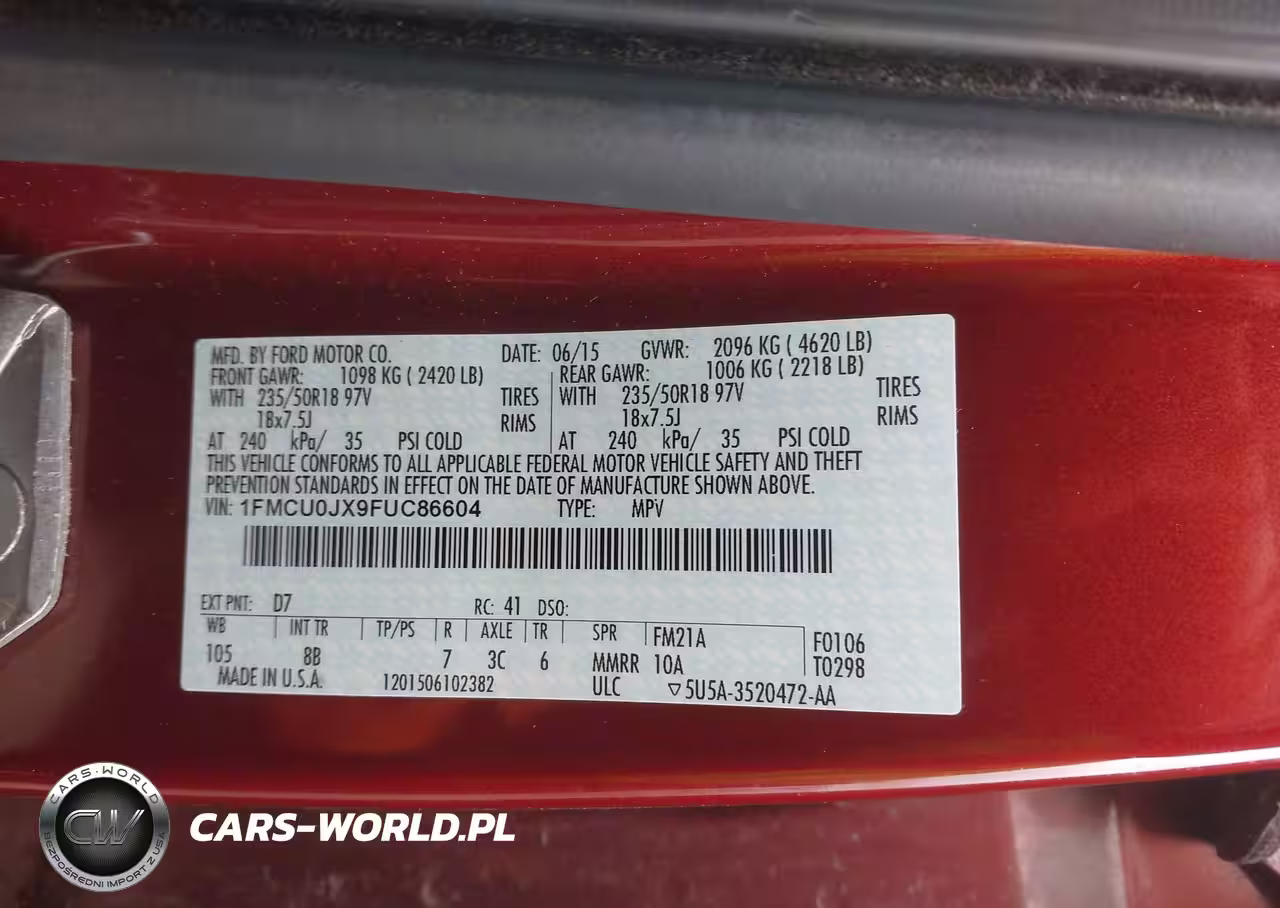 MFD. BY FORD MOTOR CO. DATE: 06/15 GVWR: 2096 KG ( 4620 LB)
FRONT GAWR: 1098 KG ( 2420 LB) REAR GAWR: 1006 KG ( 2218 LB)
WITH 235/50R18 97V TIRES WITH 235/50R18 97V TIRES
18x7.5J RIMS 18x7.5J RIMS
AT 240 kPa/ 35 PSI COLD AT 240 kPa/ 35 PSI COLD
THIS VEHICLE CONFORMS TO ALL APPLICABLE FEDERAL MOTOR VEHICLE SAFETY AND THEFT
PREVENTION STANDARDS IN EFFECT ON THE DATE OF MANUFACTURE SHOWN ABOVE.
VIN: 1FMCU0JX9FUC86604 TYPE: MPV
EXT PNT: D7 RC: 41 DSO:
WB INT TR TP/PS R AXLE TR SPR FM21A F0106
105 8B 7 3C 6 MMRR 10A T0298
MADE IN U.S.A. 1201506102382 ULC ▽5U5A-3520472-AA
CARS-WORLD
CW
BEZPOŚREDNI IMPORT Z USA
CARS-WORLD.PL